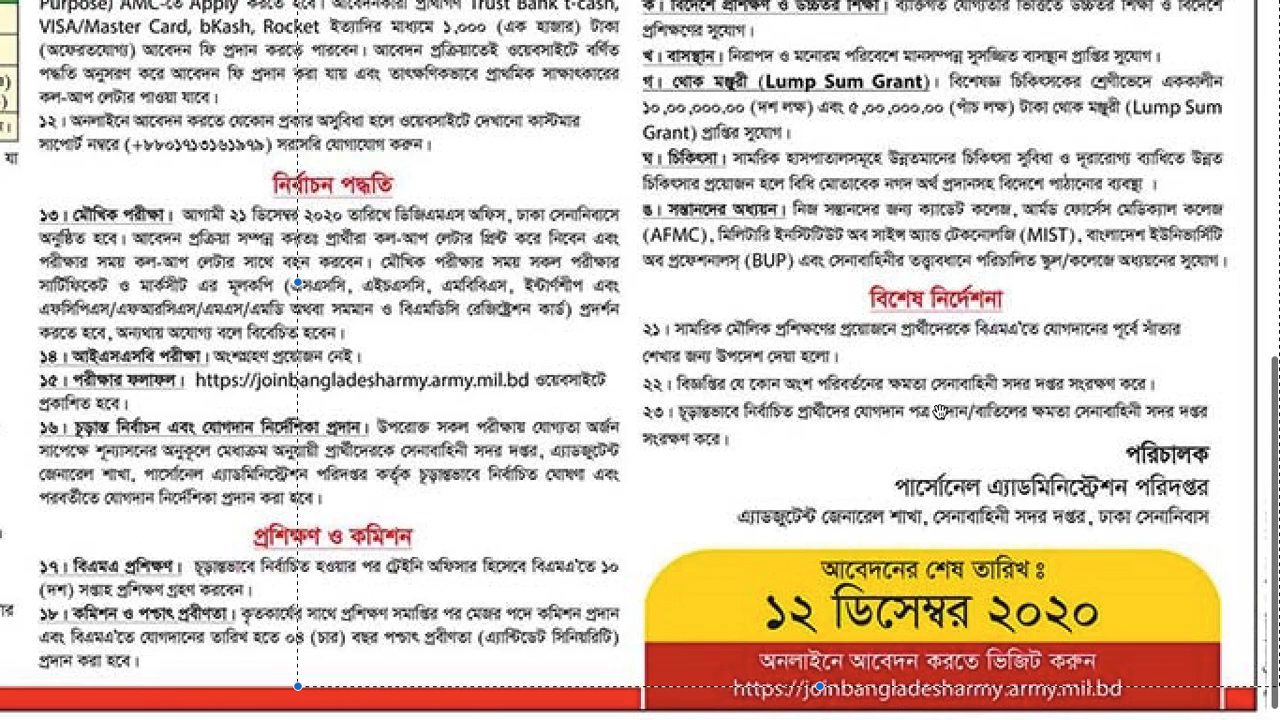 Purpose) AMC-তে Apply করতে হবে। আবেদনকারী প্রার্থীগণ Trust Bank t-cash,
VISA/Master Card, bKash, Rocket ইত্যাদির মাধ্যমে ১,০০০ (এক হাজার) টাকা
(অফেরতযোগ্য) আবেদন ফি প্রদান করতে পারবেন। আবেদন প্রক্রিয়াতেই ওয়েবসাইটে বর্ণিত
পদ্ধতি অনুসরণ করে আবেদন ফি প্রদান করা যায় এবং তাৎক্ষণিকভাবে প্রাথমিক সাক্ষাৎকারের
কল-আপ লেটার পাওয়া যাবে।
১২। অনলাইনে আবেদন করতে যেকোন প্রকার অসুবিধা হলে ওয়েবসাইটে দেখানো কাস্টমার
সাপোর্ট নম্বরে (+৮৮০১৭১৩১৬১৯৭৯) সরাসরি যোগাযোগ করুন।
নির্বাচন পদ্ধতি
১৩। মৌখিক পরীক্ষা। আগামী ২১ ডিসেম্বর ২০২০ তারিখে ডিজিএমএস অফিস, ঢাকা সেনানিবাসে
অনুষ্ঠিত হবে। আবেদন প্রক্রিয়া সম্পন্ন করতঃ প্রার্থীরা কল-আপ লেটার প্রিন্ট করে নিবেন এবং
পরীক্ষার সময় কল-আপ লেটার সাথে বহন করবেন। মৌখিক পরীক্ষার সময় সকল পরীক্ষার
সার্টিফিকেট ও মার্কসীট এর মূলকপি (এসএসসি, এইচএসসি, এমবিবিএস, ইন্টার্ণশীপ এবং
এফসিপিএস/এফআরসিএস/এমএস/এমডি অথবা সমমান ও বিএমডিসি রেজিস্ট্রেশন কার্ড) প্রদর্শন
করতে হবে, অন্যথায় অযোগ্য বলে বিবেচিত হবেন।
১৪। আইএসএসবি পরীক্ষা। অংশগ্রহণ প্রয়োজন নেই।
১৫। পরীক্ষার ফলাফল। https://joinbangladesharmy.army.mil.bd ওয়েবসাইটে
প্রকাশিত হবে।
১৬। চূড়ান্ত নির্বাচন এবং যোগদান নির্দেশিকা প্রদান। উপরোক্ত সকল পরীক্ষায় যোগ্যতা অর্জন
সাপেক্ষে শূন্যাসনের অনুকূলে মেধাক্রম অনুযায়ী প্রার্থীদেরকে সেনাবাহিনী সদর দপ্তর, এ্যাডজুটেন্ট
জেনারেল শাখা, পার্সোনেল এ্যাডমিনিস্ট্রেশন পরিদপ্তর কর্তৃক চূড়ান্তভাবে নির্বাচিত ঘোষণা এবং
পরবর্তীতে যোগদান নির্দেশিকা প্রদান করা হবে।
প্রশিক্ষণ ও কমিশন
১৭। বিএমএ প্রশিক্ষণ। চূড়ান্তভাবে নির্বাচিত হওয়ার পর ট্রেইনি অফিসার হিসেবে বিএমএ'তে ১০
(দশ) সপ্তাহ প্রশিক্ষণ গ্রহণ করবেন।
১৮। কমিশন ও পশ্চাৎ প্রবীণতা। কৃতকার্যের সাথে প্রশিক্ষণ সমাপ্তির পর মেজর পদে কমিশন প্রদান
এবং বিএমএ'তে যোগদানের তারিখ হতে ০৪ (চার) বছর পশ্চাৎ প্রবীণতা (এ্যান্টিডেট সিনিয়রিটি)
প্রদান করা হবে।
ক। বিদেশে প্রশিক্ষণ ও উচ্চতর শিক্ষা। ব্যক্তিগত যোগ্যতার ভিত্তিতে উচ্চতর শিক্ষা ও বিদেশে
প্রশিক্ষণের সুযোগ।
খ। বাসস্থান। নিরাপদ ও মনোরম পরিবেশে মানসম্পন্ন সুসজ্জিত বাসস্থান প্রাপ্তির সুযোগ।
গ। থোক মঞ্জুরী (Lump Sum Grant)। বিশেষজ্ঞ চিকিৎসকের শ্রেণীভেদে এককালীন
১০,০০,০০০.০০ (দশ লক্ষ) এবং ৫,০০,০০০.০০ (পাঁচ লক্ষ) টাকা থোক মঞ্জুরী (Lump Sum
Grant) প্রাপ্তির সুযোগ।
ঘ। চিকিৎসা। সামরিক হাসপাতালসমূহে উন্নতমানের চিকিৎসা সুবিধা ও দূরারোগ্য ব্যাধিতে উন্নত
চিকিৎসার প্রয়োজন হলে বিধি মোতাবেক নগদ অর্থ প্রদানসহ বিদেশে পাঠানোর ব্যবস্থা ।
ঙ। সন্তানদের অধ্যয়ন। নিজ সন্তানদের জন্য ক্যাডেট কলেজ, আর্মড ফোর্সেস মেডিক্যাল কলেজ
(AFMC), মিলিটারি ইনস্টিটিউট অব সাইন্স অ্যান্ড টেকনোলজি (MIST), বাংলাদেশ ইউনিভার্সিটি
অব প্রফেশনালস্ (BUP) এবং সেনাবাহিনীর তত্ত্বাবধানে পরিচালিত স্কুল/কলেজে অধ্যয়নের সুযোগ।
বিশেষ নির্দেশনা
২১। সামরিক মৌলিক প্রশিক্ষণের প্রয়োজনে প্রার্থীদেরকে বিএমএ'তে যোগদানের পূর্বে সাঁতার
শেখার জন্য উপদেশ দেয়া হলো।
২২। বিজ্ঞপ্তির যে কোন অংশ পরিবর্তনের ক্ষমতা সেনাবাহিনী সদর দপ্তর সংরক্ষণ করে।
২৩। চূড়ান্তভাবে নির্বাচিত প্রার্থীদের যোগদান পত্র প্রদান/বাতিলের ক্ষমতা সেনাবাহিনী সদর দপ্তর
সংরক্ষণ করে।
পরিচালক
পার্সোনেল এ্যাডমিনিস্ট্রেশন পরিদপ্তর
এ্যাডজুটেন্ট জেনারেল শাখা, সেনাবাহিনী সদর দপ্তর, ঢাকা সেনানিবাস
আবেদনের শেষ তারিখ ঃ
১২ ডিসেম্বর ২০২০
অনলাইনে আবেদন করতে ভিজিট করুন
https://joinbangladesharmy.army.mil.bd